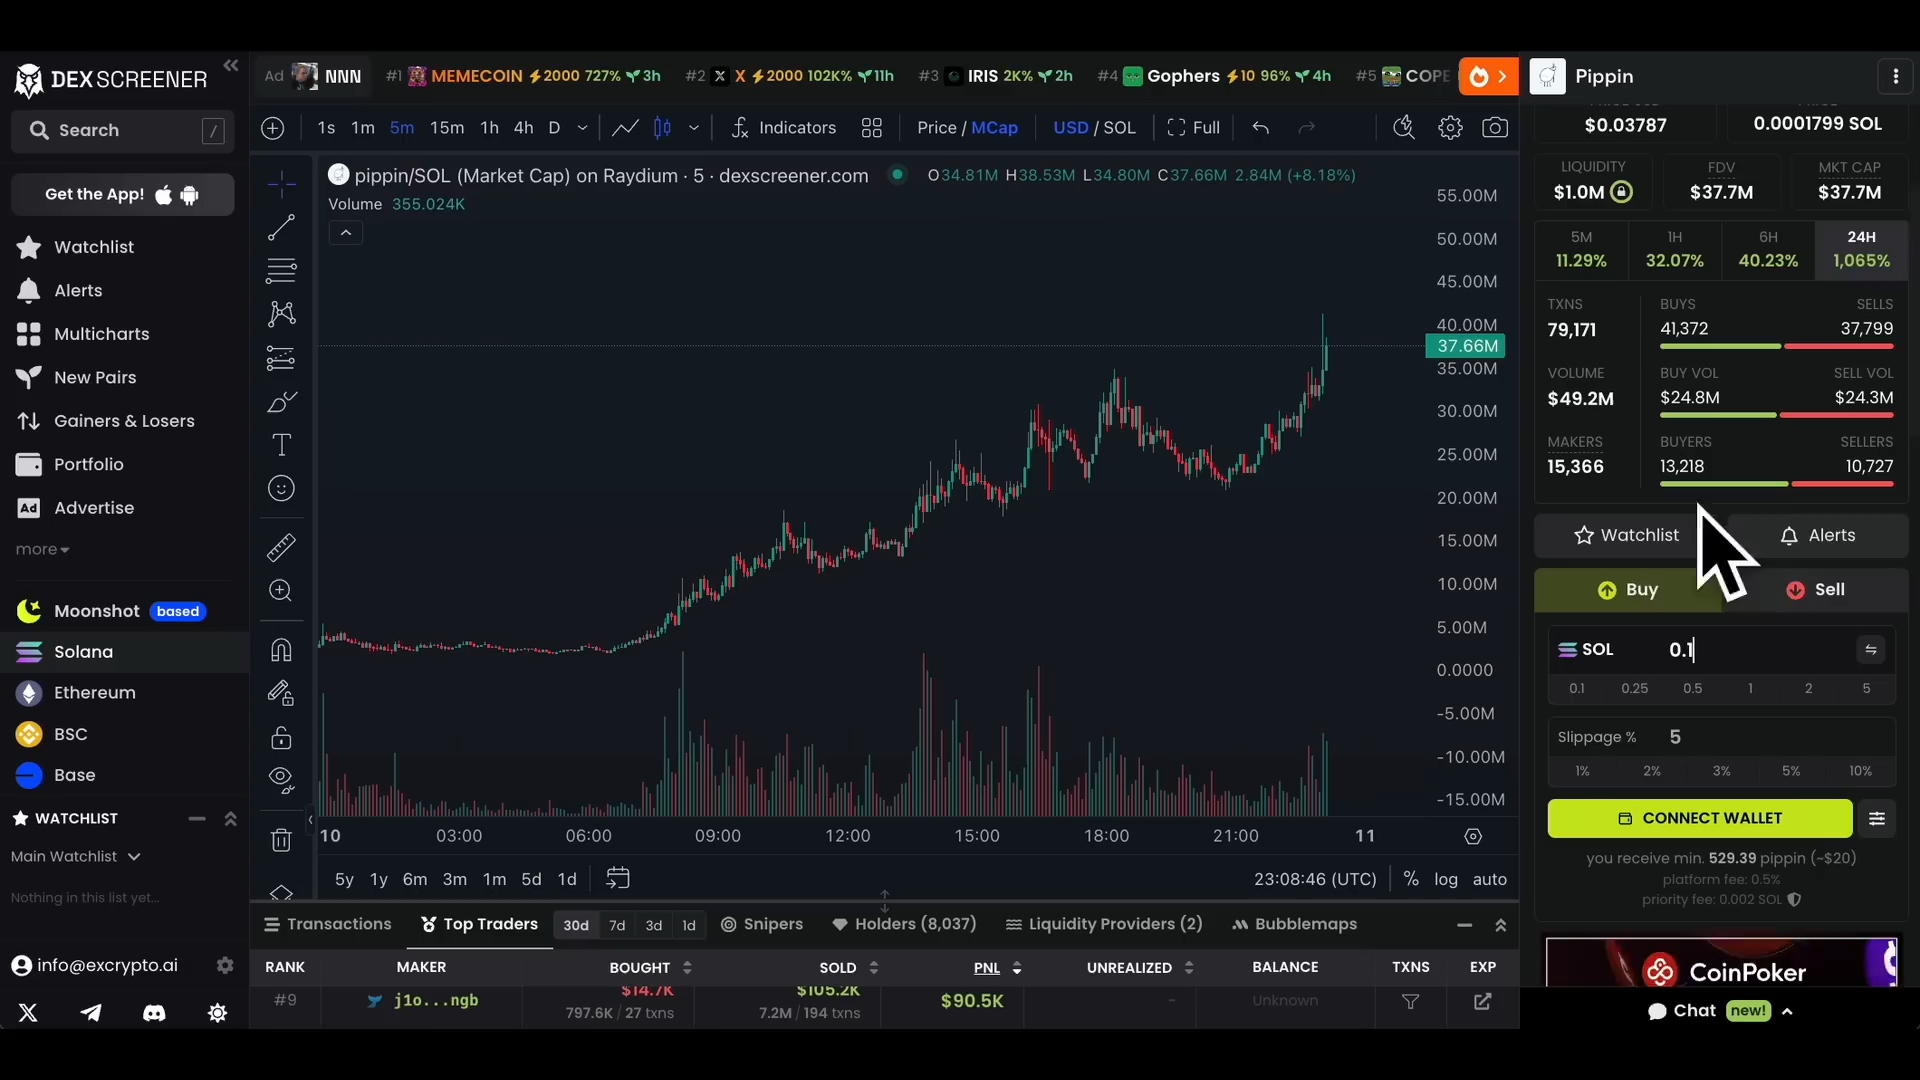 DEX SCREENER
Search /
Get the App!
Watchlist
Alerts
Multicharts
New Pairs
Gainers & Losers
Portfolio
Ad Advertise
more
Moonshot based
Solana
Ethereum
BSC
Base
WATCHLIST
Main Watchlist
Nothing in this list yet...
info@excrypto.ai
Ad NNN #1 MEMECOIN 2000 727% 3h #2 X 2000 102K% 11h #3 IRIS 2K% 2h #4 Gophers 10 96% 4h #5 COPE
1s 1m 5m 15m 1h 4h D Indicators Price / MCap USD / SOL Full
pippin/SOL (Market Cap) on Raydium · 5 · dexscreener.com O34.81M H38.53M L34.80M C37.66M 2.84M (+8.18%)
Volume 355.024K
55.00M
50.00M
45.00M
40.00M
37.66M
35.00M
30.00M
25.00M
20.00M
15.00M
10.00M
5.00M
0.0000
-5.00M
-10.00M
-15.00M
10 03:00 06:00 09:00 12:00 15:00 18:00 21:00 11
5y 1y 6m 3m 1m 5d 1d 23:08:46 (UTC) % log auto
Transactions Top Traders 30d 7d 3d 1d Snipers Holders (8,037) Liquidity Providers (2) Bubblemaps
RANK MAKER BOUGHT SOLD PNL UNREALIZED BALANCE TXNS EXP
#9 j1o...ngb $14.7K $105.2K $90.5K - Unknown
797.6K / 27 txns 7.2M / 194 txns
Pippin
$0.03787 0.0001799 SOL
LIQUIDITY FDV MKT CAP
$1.0M $37.7M $37.7M
5M 1H 6H 24H
11.29% 32.07% 40.23% 1,065%
TXNS BUYS SELLS
79,171 41,372 37,799
VOLUME BUY VOL SELL VOL
$49.2M $24.8M $24.3M
MAKERS BUYERS SELLERS
15,366 13,218 10,727
Watchlist Alerts
Buy Sell
SOL 0.1
0.1 0.25 0.5 1 2 5
Slippage % 5
1% 2% 3% 5% 10%
CONNECT WALLET
you receive min. 529.39 pippin (~$20)
platform fee: 0.5%
priority fee: 0.002 SOL
CoinPoker
Chat new!